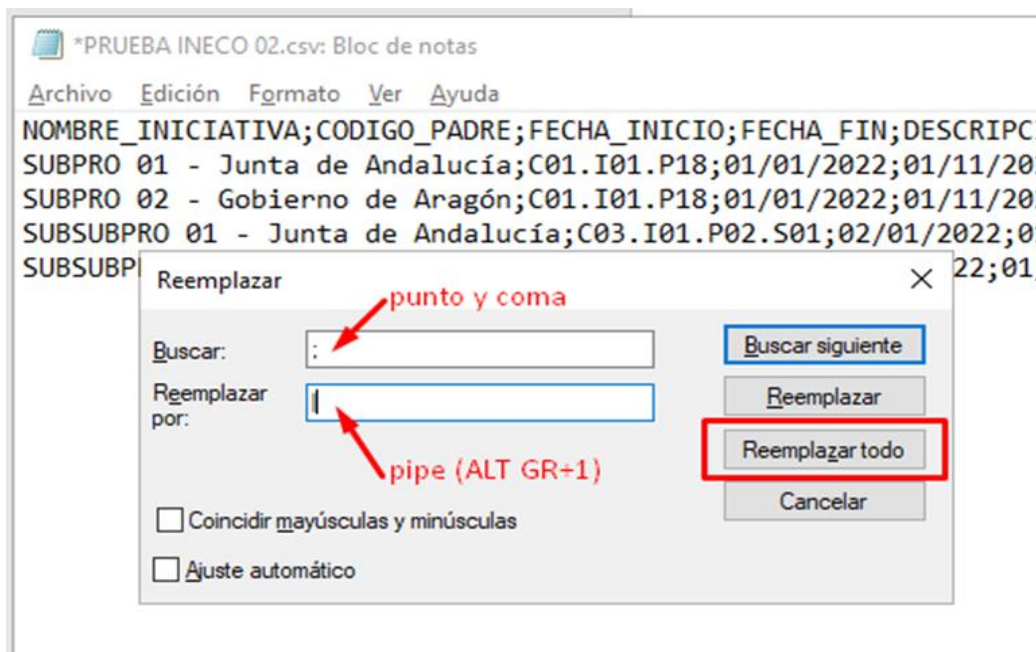 *PRUEBA INECO 02.csv: Bloc de notas
Archivo Edición Formato Ver Ayuda
NOMBRE_INICIATIVA;CODIGO_PADRE;FECHA_INICIO;FECHA_FIN;DESCRIPC
SUBPRO 01 - Junta de Andalucía;C01.I01.P18;01/01/2022;01/11/20
SUBPRO 02 - Gobierno de Aragón;C01.I01.P18;01/01/2022;01/11/20
SUBSUBPRO 01 - Junta de Andalucía;C03.I01.P02.S01;02/01/2022;0
SUBSUBP 22;01
Reemplazar
punto y coma
Buscar: ; Buscar siguiente
Reemplazar por: | Reemplazar
Reemplazar todo
pipe (ALT GR+1)
Cancelar
Coincidir mayúsculas y minúsculas
Ajuste automático